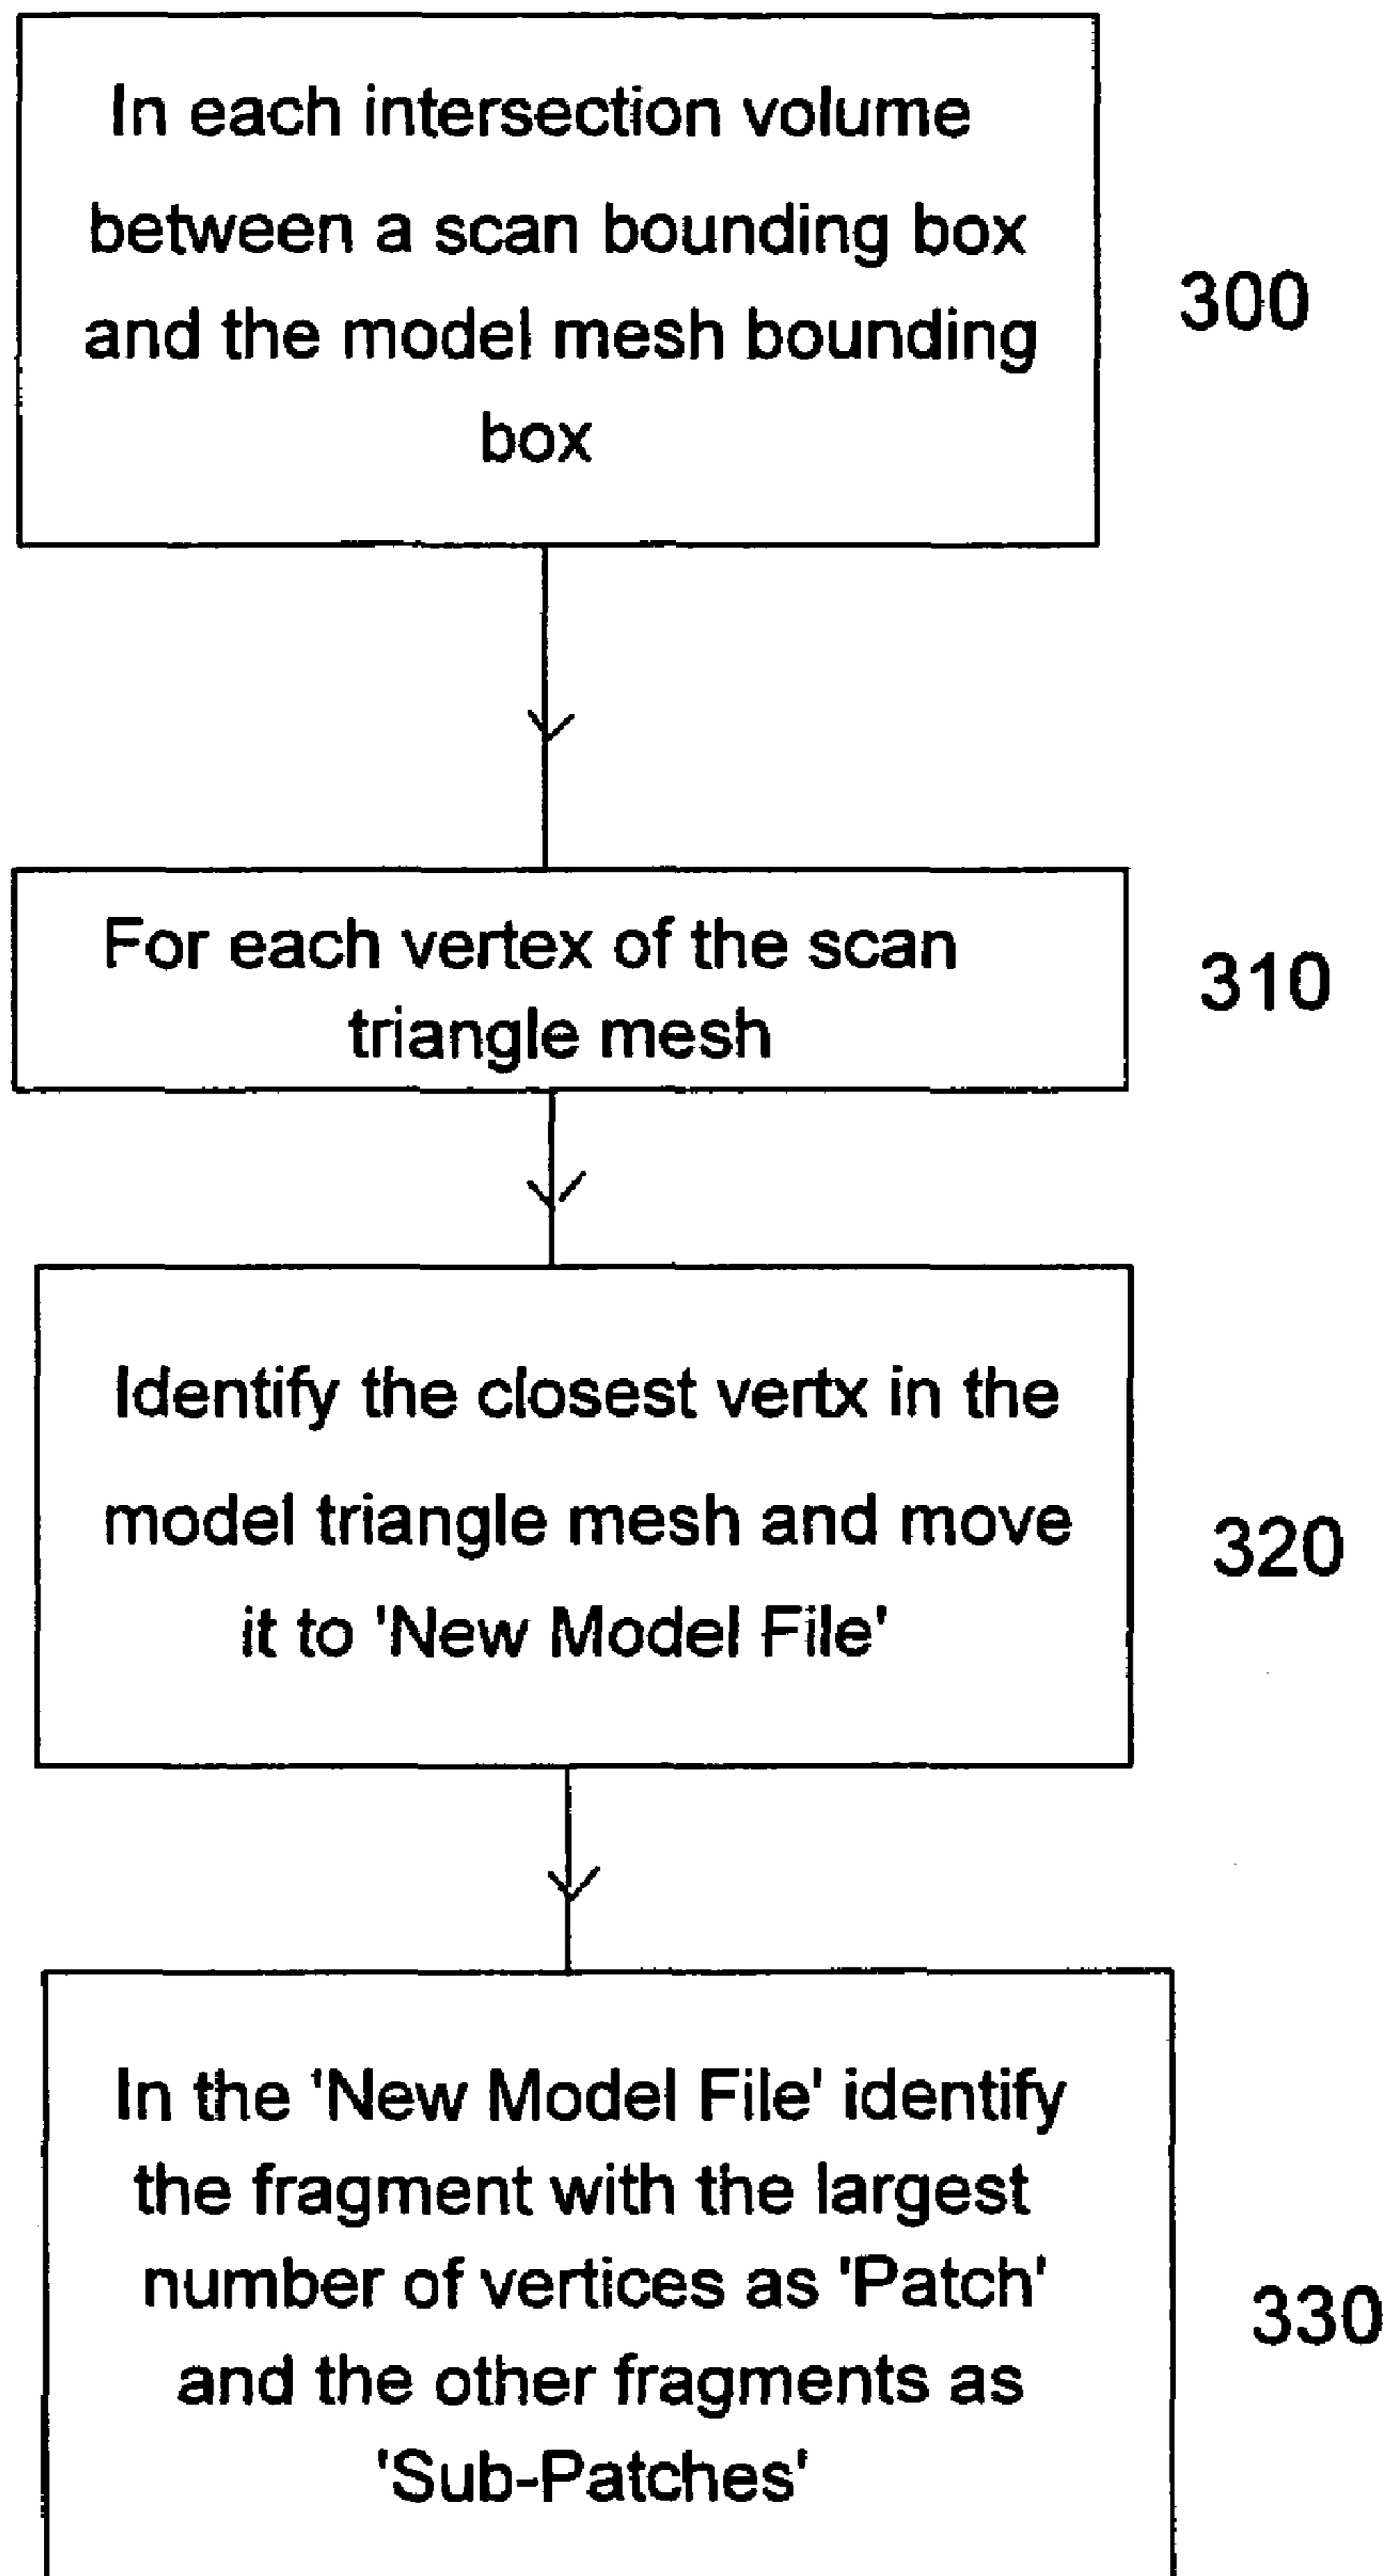 In each intersection volume
between a scan bounding box
and the model mesh bounding
box
300
For each vertex of the scan
triangle mesh
310
Identify the closest vertx in the
model triangle mesh and move
it to 'New Model File'
320
In the 'New Model File' identify
the fragment with the largest
number of vertices as 'Patch'
and the other fragments as
'Sub-Patches'
330